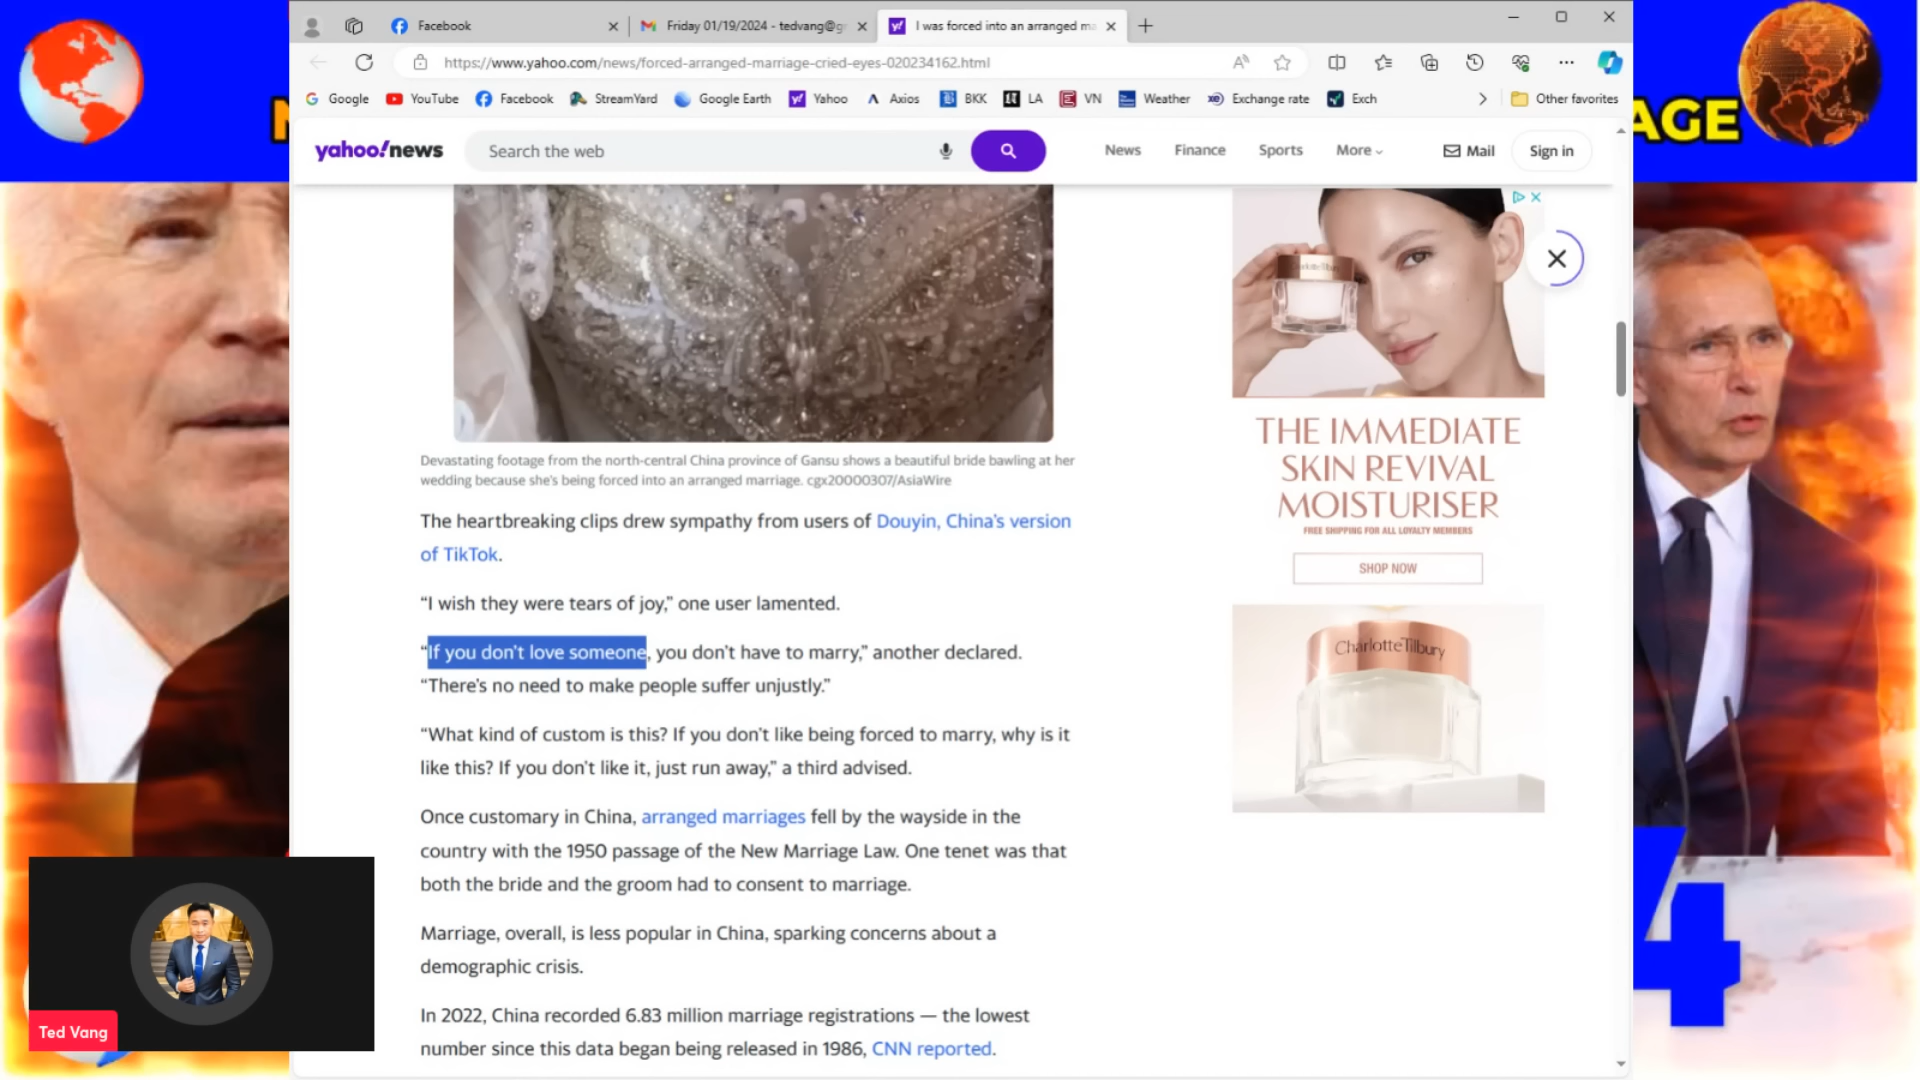 Facebook
Friday 01/19/2024 - tedvang@g
I was forced into an arranged ma
https://www.yahoo.com/news/forced-arranged-marriage-cried-eyes-020234162.html
Google YouTube Facebook StreamYard Google Earth Yahoo Axios BKK LA VN Weather Exchange rate Exch Other favorites
AGE
yahoo!news
Search the web
News Finance Sports More Mail Sign in
Devastating footage from the north-central China province of Gansu shows a beautiful bride bawling at her
wedding because she's being forced into an arranged marriage. cgx20000307/AsiaWire
The heartbreaking clips drew sympathy from users of Douyin, China's version
of TikTok.
“I wish they were tears of joy,” one user lamented.
“If you don't love someone, you don't have to marry,” another declared.
“There's no need to make people suffer unjustly.”
“What kind of custom is this? If you don't like being forced to marry, why is it
like this? If you don't like it, just run away,” a third advised.
Once customary in China, arranged marriages fell by the wayside in the
country with the 1950 passage of the New Marriage Law. One tenet was that
both the bride and the groom had to consent to marriage.
Marriage, overall, is less popular in China, sparking concerns about a
demographic crisis.
In 2022, China recorded 6.83 million marriage registrations — the lowest
number since this data began being released in 1986, CNN reported.
THE IMMEDIATE
SKIN REVIVAL
MOISTURISER
FREE SHIPPING FOR ALL LOYALTY MEMBERS
SHOP NOW
Charlotte Tilbury
4
Ted Vang